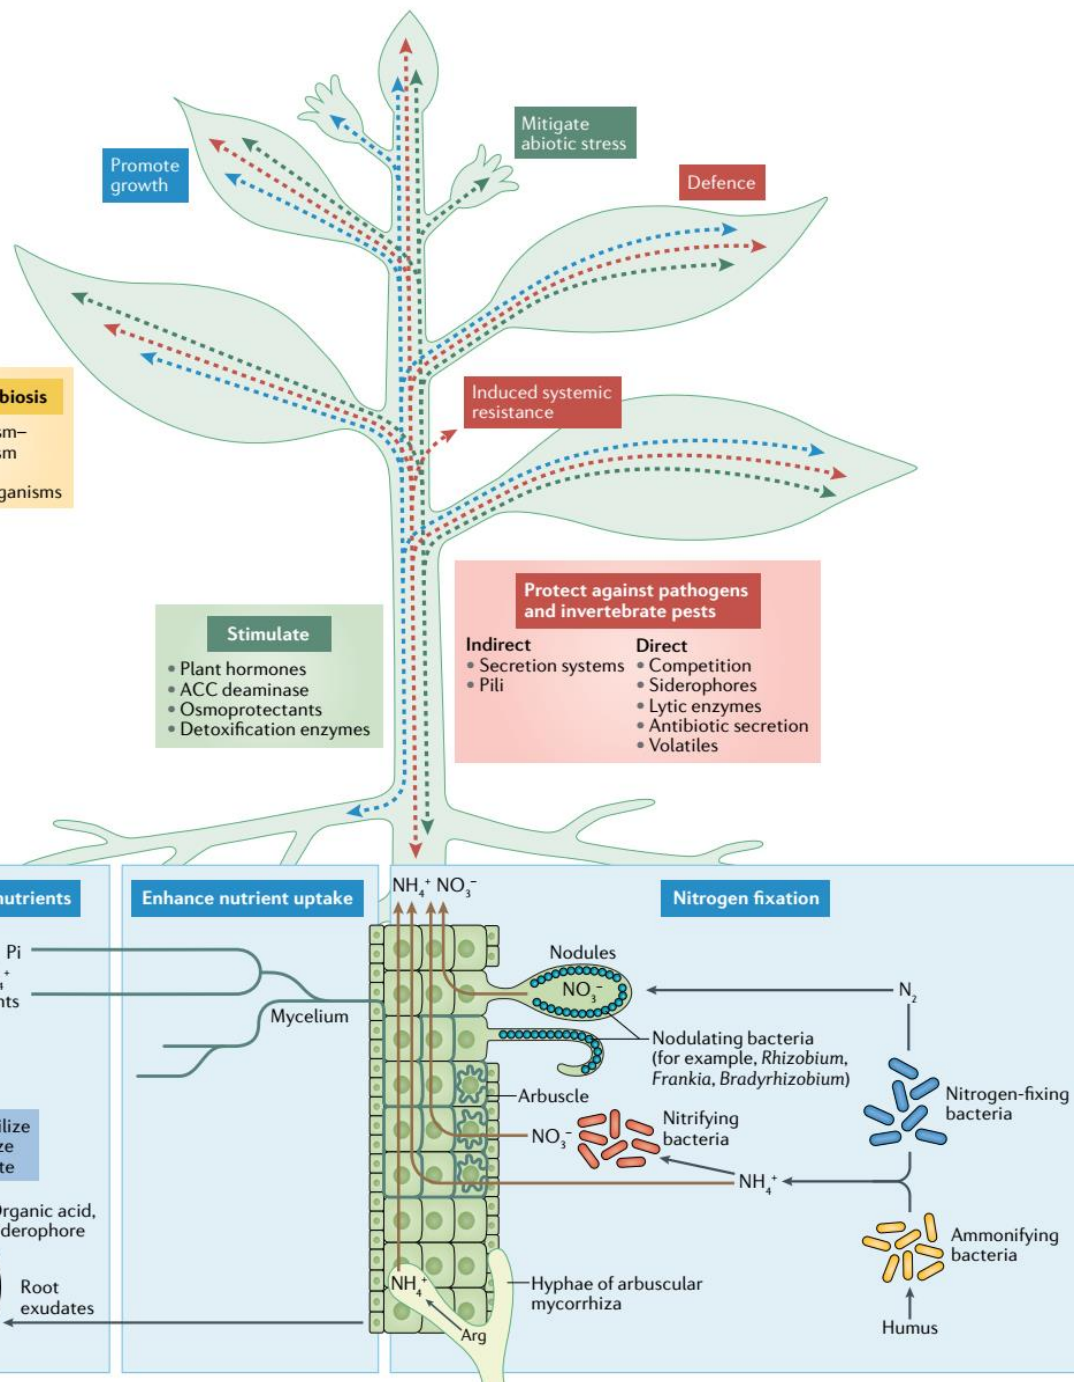 Promote
growth
Mitigate
abiotic stress
Defence
biosis
sm–
sm
ganisms
Induced systemic
resistance
Stimulate
• Plant hormones
• ACC deaminase
• Osmoprotectants
• Detoxification enzymes
Protect against pathogens
and invertebrate pests
Indirect
• Secretion systems
• Pili
Direct
• Competition
• Siderophores
• Lytic enzymes
• Antibiotic secretion
• Volatiles
nutrients
Pi
nts
ilize
ze
te
Organic acid,
derophore
Root
exudates
Enhance nutrient uptake
Mycelium
Nitrogen fixation
NH₄⁺ NO₃⁻
Nodules
NO₃⁻
N₂
Nodulating bacteria
(for example, Rhizobium,
Frankia, Bradyrhizobium)
Nitrogen-fixing
bacteria
Arbuscle
NO₃⁻
Nitrifying
bacteria
NH₄⁺
Ammonifying
bacteria
NH₄⁺
Hyphae of arbuscular
mycorrhiza
Arg
Humus